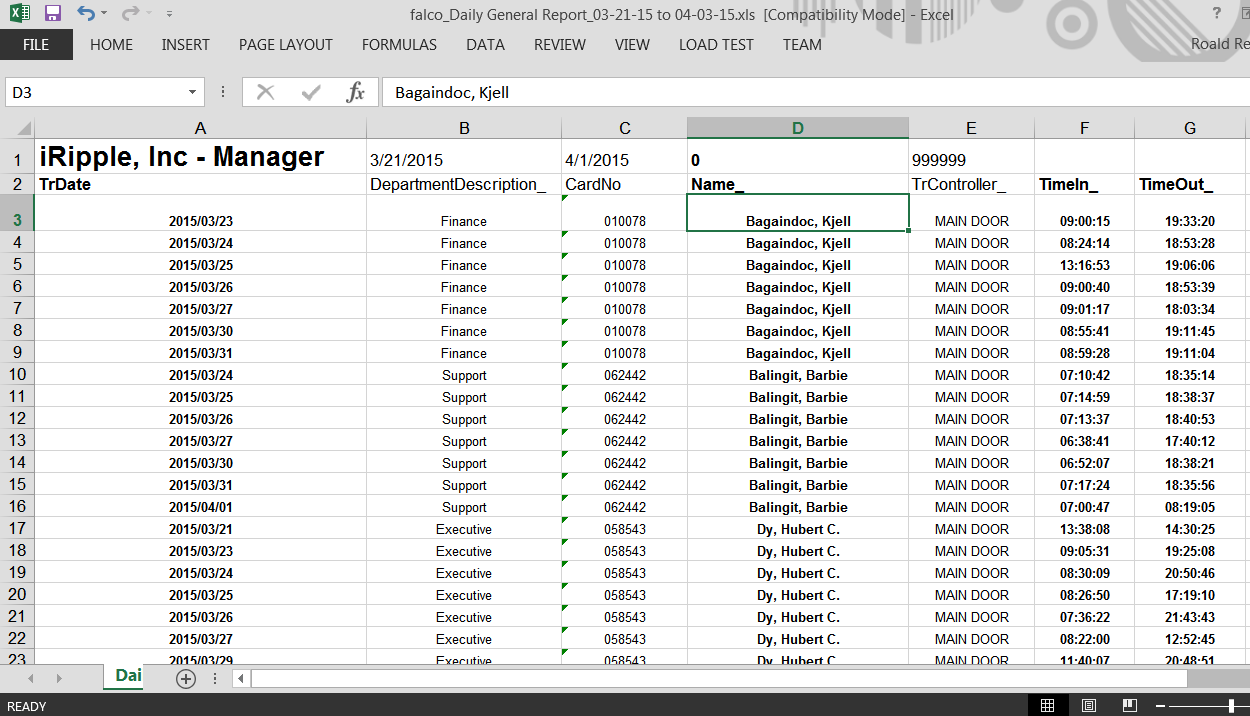 falco_Daily General Report_03-21-15 to 04-03-15.xls  [Compatibility Mode] - Excel ?
FILE HOME INSERT PAGE LAYOUT FORMULAS DATA REVIEW VIEW LOAD TEST TEAM Roald Re
D3 fx Bagaindoc, Kjell
A B C D E F G
1 iRipple, Inc - Manager 3/21/2015 4/1/2015 0 999999
2 TrDate DepartmentDescription_ CardNo Name_ TrController_ TimeIn_ TimeOut_
3 2015/03/23 Finance 010078 Bagaindoc, Kjell MAIN DOOR 09:00:15 19:33:20
4 2015/03/24 Finance 010078 Bagaindoc, Kjell MAIN DOOR 08:24:14 18:53:28
5 2015/03/25 Finance 010078 Bagaindoc, Kjell MAIN DOOR 13:16:53 19:06:06
6 2015/03/26 Finance 010078 Bagaindoc, Kjell MAIN DOOR 09:00:40 18:53:39
7 2015/03/27 Finance 010078 Bagaindoc, Kjell MAIN DOOR 09:01:17 18:03:34
8 2015/03/30 Finance 010078 Bagaindoc, Kjell MAIN DOOR 08:55:41 19:11:45
9 2015/03/31 Finance 010078 Bagaindoc, Kjell MAIN DOOR 08:59:28 19:11:04
10 2015/03/24 Support 062442 Balingit, Barbie MAIN DOOR 07:10:42 18:35:14
11 2015/03/25 Support 062442 Balingit, Barbie MAIN DOOR 07:14:59 18:38:37
12 2015/03/26 Support 062442 Balingit, Barbie MAIN DOOR 07:13:37 18:40:53
13 2015/03/27 Support 062442 Balingit, Barbie MAIN DOOR 06:38:41 17:40:12
14 2015/03/30 Support 062442 Balingit, Barbie MAIN DOOR 06:52:07 18:38:21
15 2015/03/31 Support 062442 Balingit, Barbie MAIN DOOR 07:17:24 18:35:56
16 2015/04/01 Support 062442 Balingit, Barbie MAIN DOOR 07:00:47 08:19:05
17 2015/03/21 Executive 058543 Dy, Hubert C. MAIN DOOR 13:38:08 14:30:25
18 2015/03/23 Executive 058543 Dy, Hubert C. MAIN DOOR 09:05:31 19:25:08
19 2015/03/24 Executive 058543 Dy, Hubert C. MAIN DOOR 08:30:09 20:50:46
20 2015/03/25 Executive 058543 Dy, Hubert C. MAIN DOOR 08:26:50 17:19:10
21 2015/03/26 Executive 058543 Dy, Hubert C. MAIN DOOR 07:36:22 21:43:43
22 2015/03/27 Executive 058543 Dy, Hubert C. MAIN DOOR 08:22:00 12:52:45
23 2015/03/29 Executive 058543 Dy, Hubert C. MAIN DOOR 11:40:07 20:48:51
Dai
READY